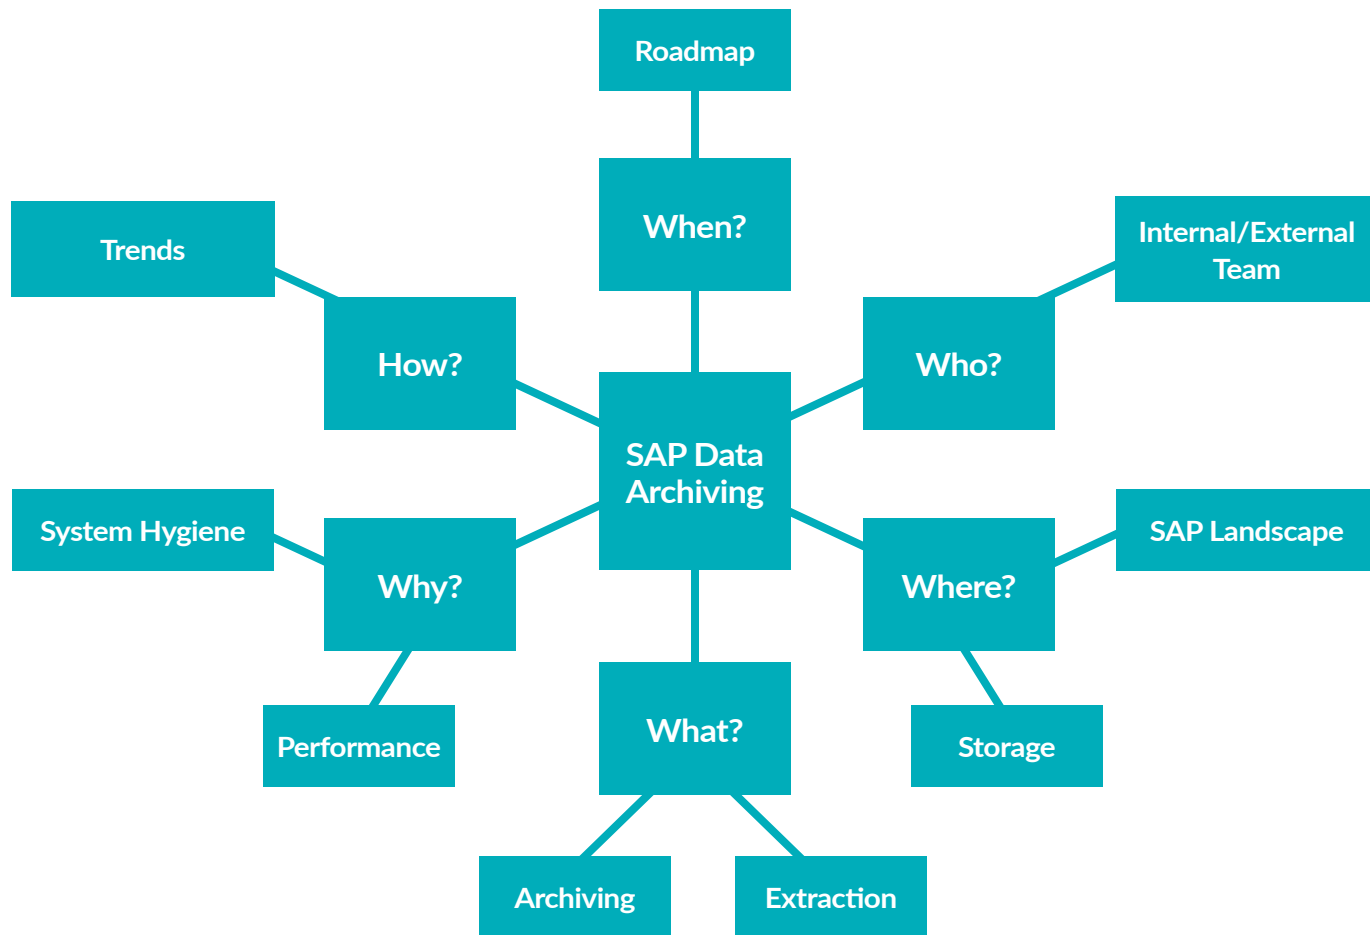 Roadmap
When?
Internal/External
Team
Trends
How?
Who?
SAP Data
Archiving
System Hygiene
SAP Landscape
Why?
Where?
What?
Performance
Storage
Archiving
Extraction